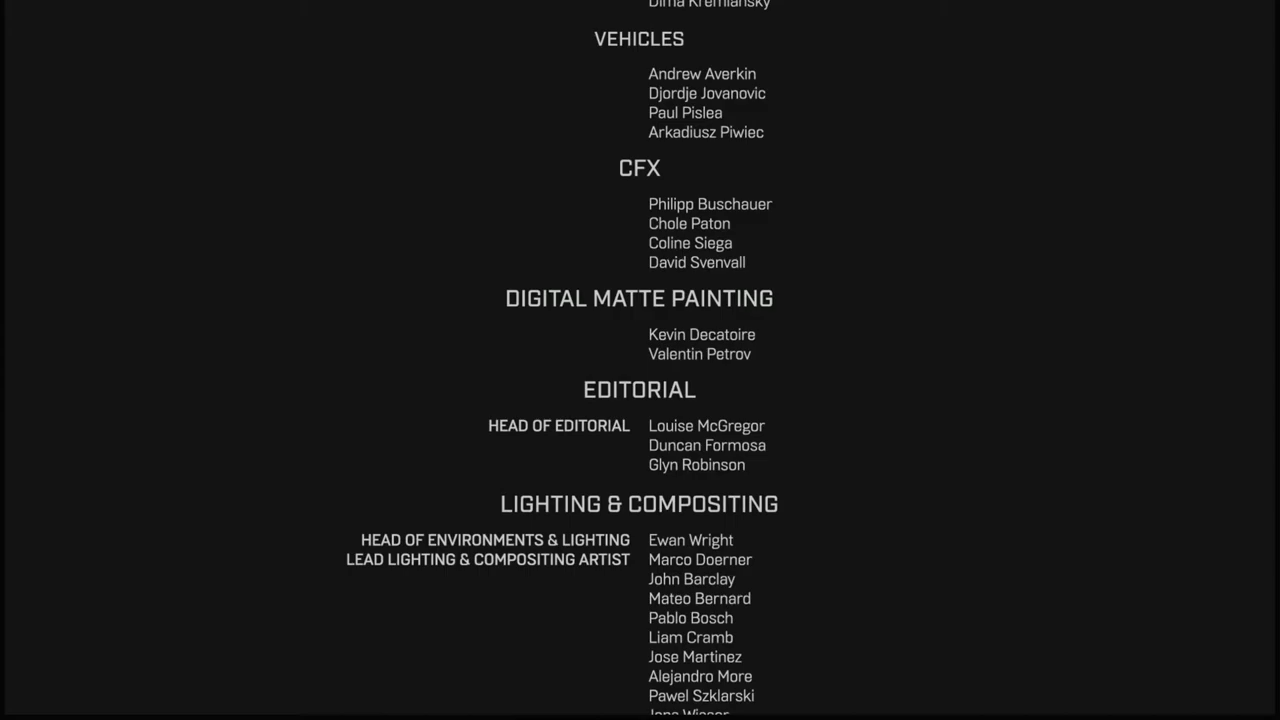 Dima Kremiansky
VEHICLES
Andrew Averkin
Djordje Jovanovic
Paul Pislea
Arkadiusz Piwiec
CFX
Philipp Buschauer
Chole Paton
Coline Siega
David Svenvall
DIGITAL MATTE PAINTING
Kevin Decatoire
Valentin Petrov
EDITORIAL
HEAD OF EDITORIAL Louise McGregor
Duncan Formosa
Glyn Robinson
LIGHTING & COMPOSITING
HEAD OF ENVIRONMENTS & LIGHTING Ewan Wright
LEAD LIGHTING & COMPOSITING ARTIST Marco Doerner
John Barclay
Mateo Bernard
Pablo Bosch
Liam Cramb
Jose Martinez
Alejandro More
Pawel Szklarski